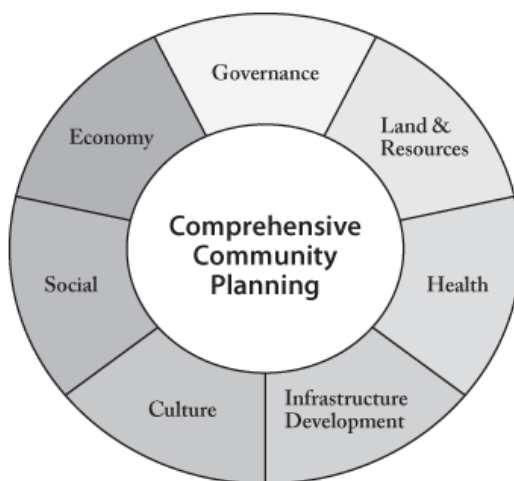 Governance
Land &
Resources
Health
Infrastructure
Development
Culture
Social
Economy
Comprehensive
Community
Planning